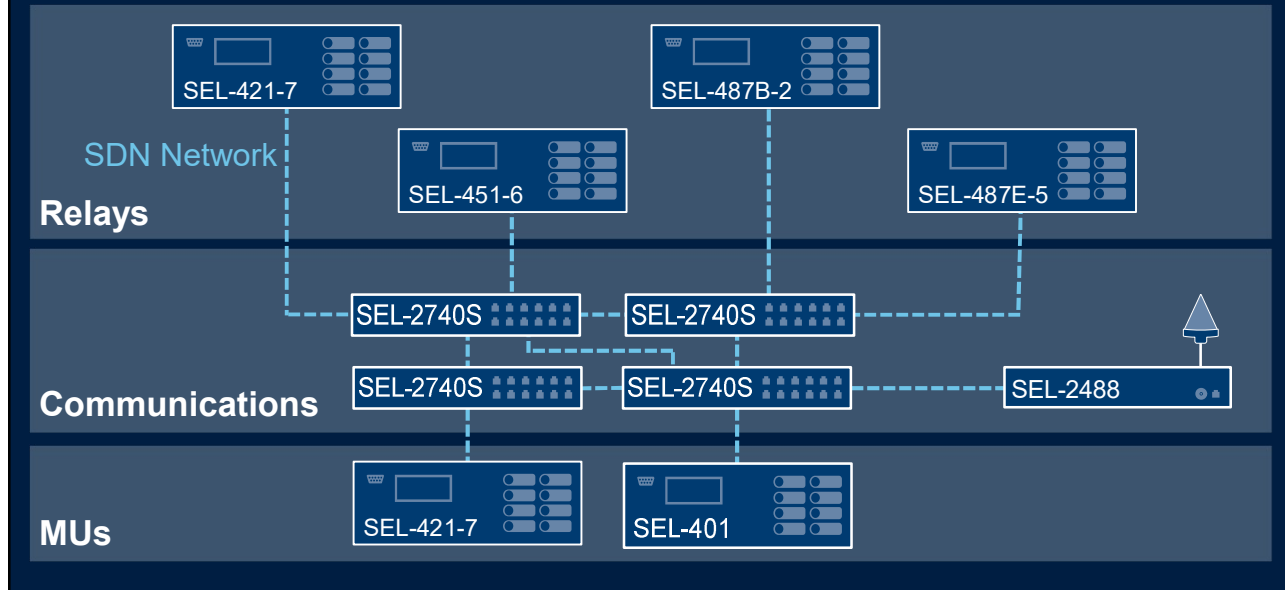 SEL-421-7
SEL-487B-2
SDN Network
SEL-451-6
SEL-487E-5
Relays
SEL-2740S
SEL-2740S
SEL-2740S
SEL-2740S
SEL-2488
Communications
SEL-421-7
SEL-401
MUs